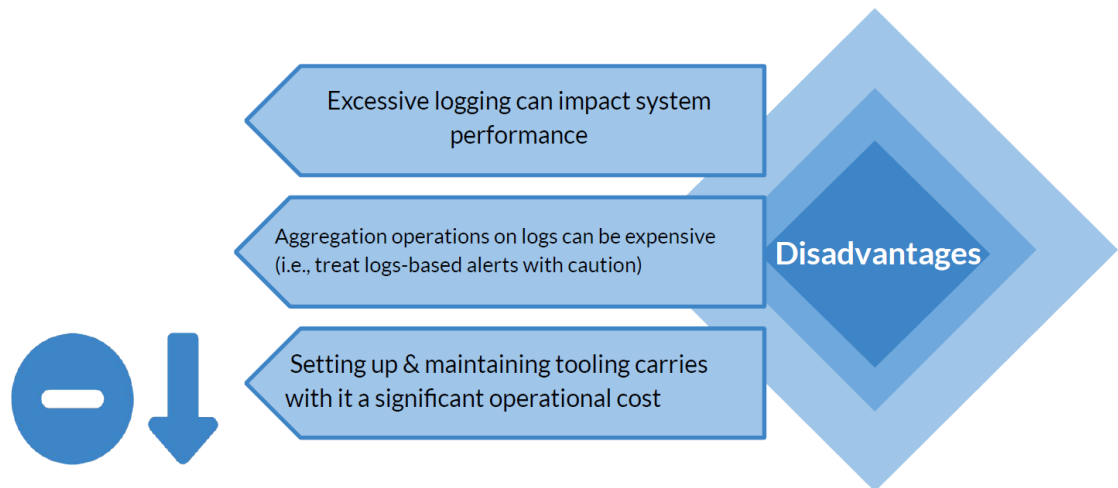 Excessive logging can impact system
performance
Aggregation operations on logs can be expensive
(i.e., treat logs-based alerts with caution)
Disadvantages
Setting up & maintaining tooling carries
with it a significant operational cost